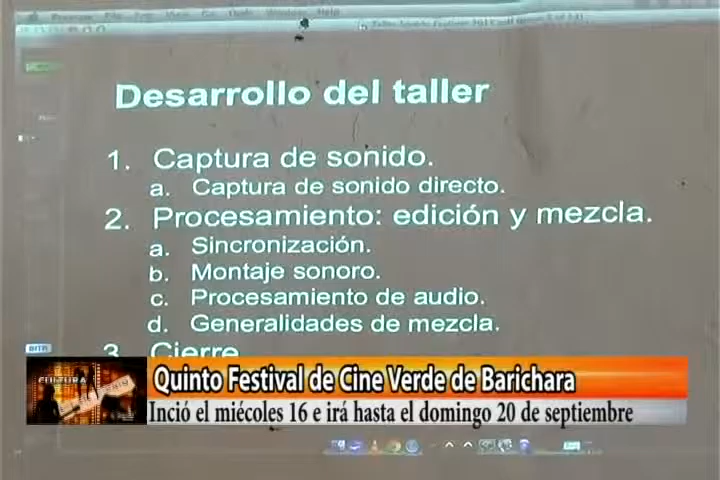 Desarrollo del taller
1. Captura de sonido.
a. Captura de sonido directo.
2. Procesamiento: edición y mezcla.
a. Sincronización.
b. Montaje sonoro.
c. Procesamiento de audio.
d. Generalidades de mezcla.
3. Cierre
CULTURA
Quinto Festival de Cine Verde de Barichara
Inció el miécoles 16 e irá hasta el domingo 20 de septiembre